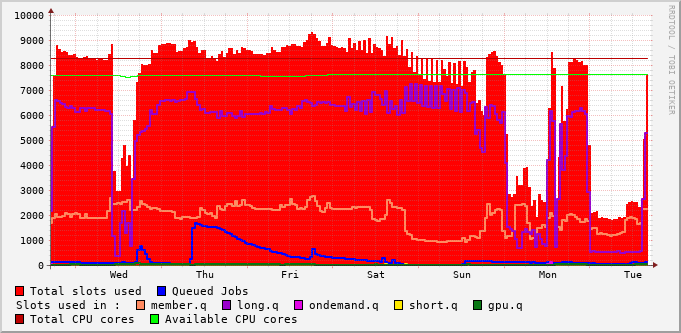 10000
9000
8000
7000
6000
5000
4000
3000
2000
1000
0
Wed Thu Fri Sat Sun Mon Tue
RRDTOOL / TOBI OETIKER
Total slots used Queued Jobs
Slots used in : member.q long.q ondemand.q short.q gpu.q
Total CPU cores Available CPU cores